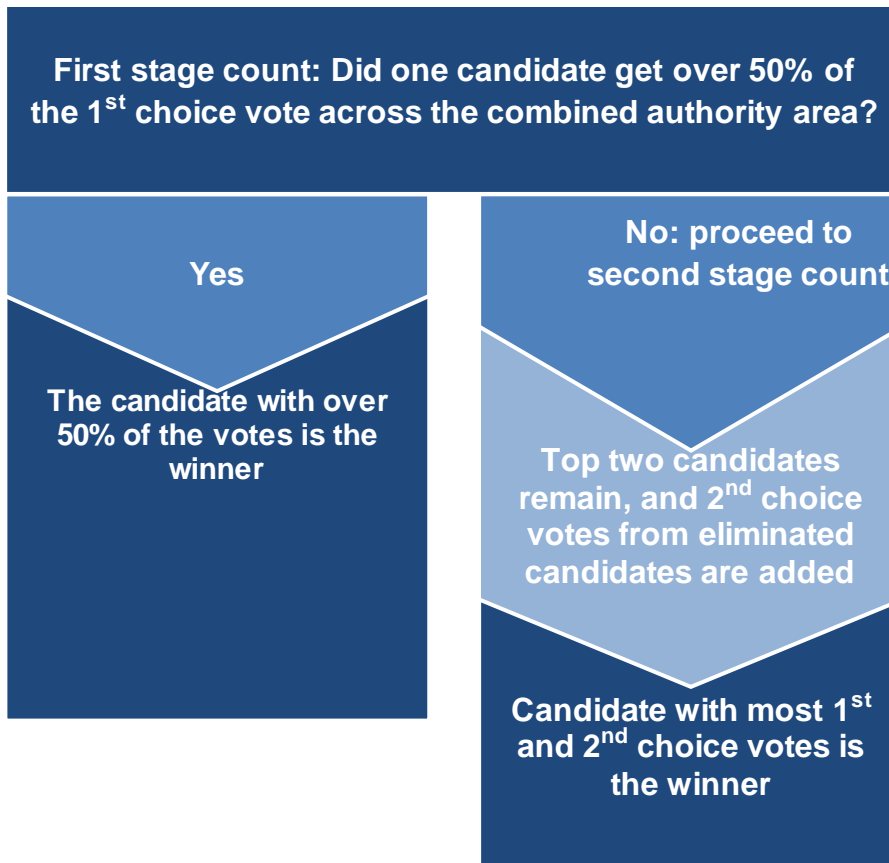 First stage count: Did one candidate get over 50% of
the 1st choice vote across the combined authority area?
Yes
The candidate with over
50% of the votes is the
winner
No: proceed to
second stage count
Top two candidates
remain, and 2nd choice
votes from eliminated
candidates are added
Candidate with most 1st
and 2nd choice votes is
the winner